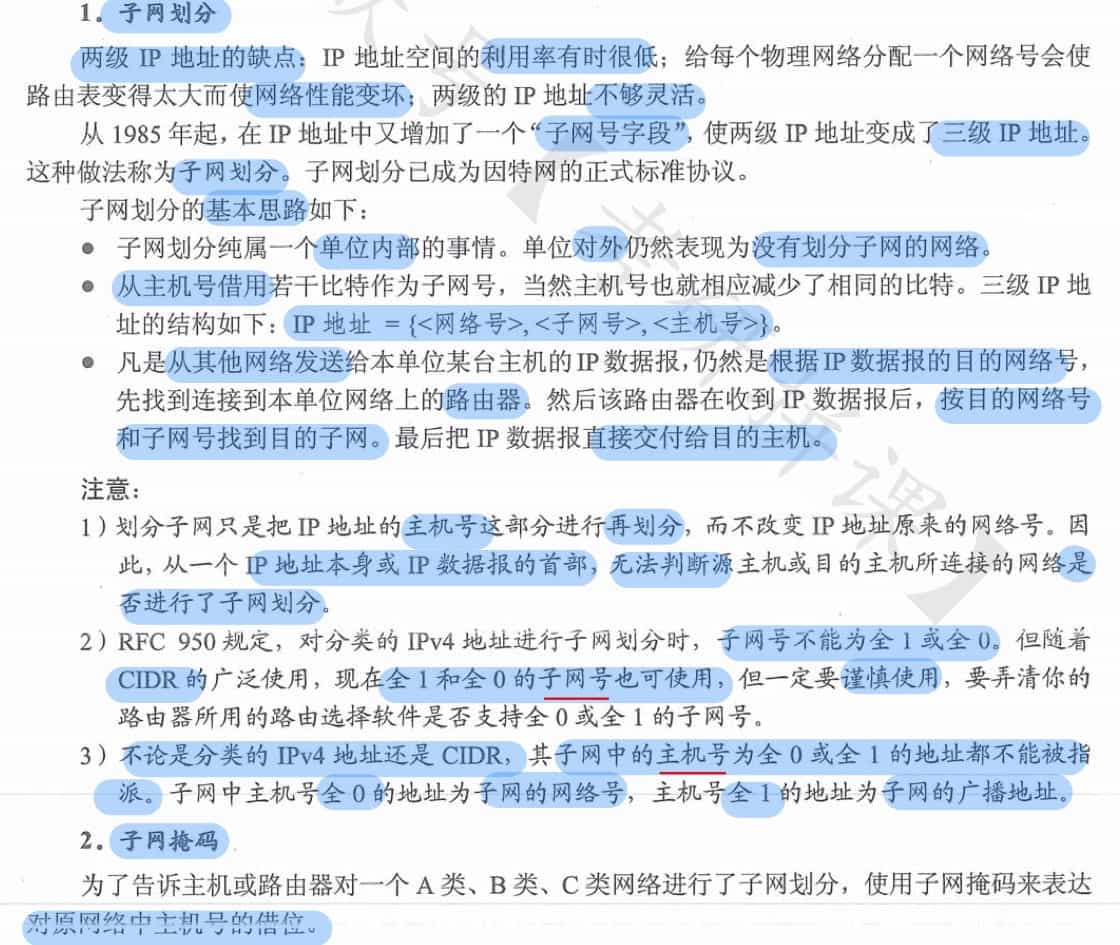 1. 子网划分
两级 IP 地址的缺点：IP 地址空间的利用率有时很低；给每个物理网络分配一个网络号会使
路由表变得太大而使网络性能变坏；两级的 IP 地址不够灵活。
从 1985 年起，在 IP 地址中又增加了一个“子网号字段”，使两级 IP 地址变成了三级 IP 地址。
这种做法称为子网划分。子网划分已成为因特网的正式标准协议。
子网划分的基本思路如下：
● 子网划分纯属一个单位内部的事情。单位对外仍然表现为没有划分子网的网络。
● 从主机号借用若干比特作为子网号，当然主机号也就相应减少了相同的比特。三级 IP 地
址的结构如下：IP 地址 = {<网络号>, <子网号>, <主机号>}。
● 凡是从其他网络发送给本单位某台主机的 IP 数据报，仍然是根据 IP 数据报的目的网络号，
先找到连接到本单位网络上的路由器。然后该路由器在收到 IP 数据报后，按目的网络号
和子网号找到目的子网。最后把 IP 数据报直接交付给目的主机。
注意：
1）划分子网只是把 IP 地址的主机号这部分进行再划分，而不改变 IP 地址原来的网络号。因
此，从一个 IP 地址本身或 IP 数据报的首部，无法判断源主机或目的主机所连接的网络是
否进行了子网划分。
2）RFC 950 规定，对分类的 IPv4 地址进行子网划分时，子网号不能为全 1 或全 0。但随着
CIDR 的广泛使用，现在全 1 和全 0 的子网号也可使用，但一定要谨慎使用，要弄清你的
路由器所用的路由选择软件是否支持全 0 或全 1 的子网号。
3）不论是分类的 IPv4 地址还是 CIDR，其子网中的主机号为全 0 或全 1 的地址都不能被指
派。子网中主机号全 0 的地址为子网的网络号，主机号全 1 的地址为子网的广播地址。
2. 子网掩码
为了告诉主机或路由器对一个 A 类、B 类、C 类网络进行了子网划分，使用子网掩码来表达
对原网络中主机号的借位。